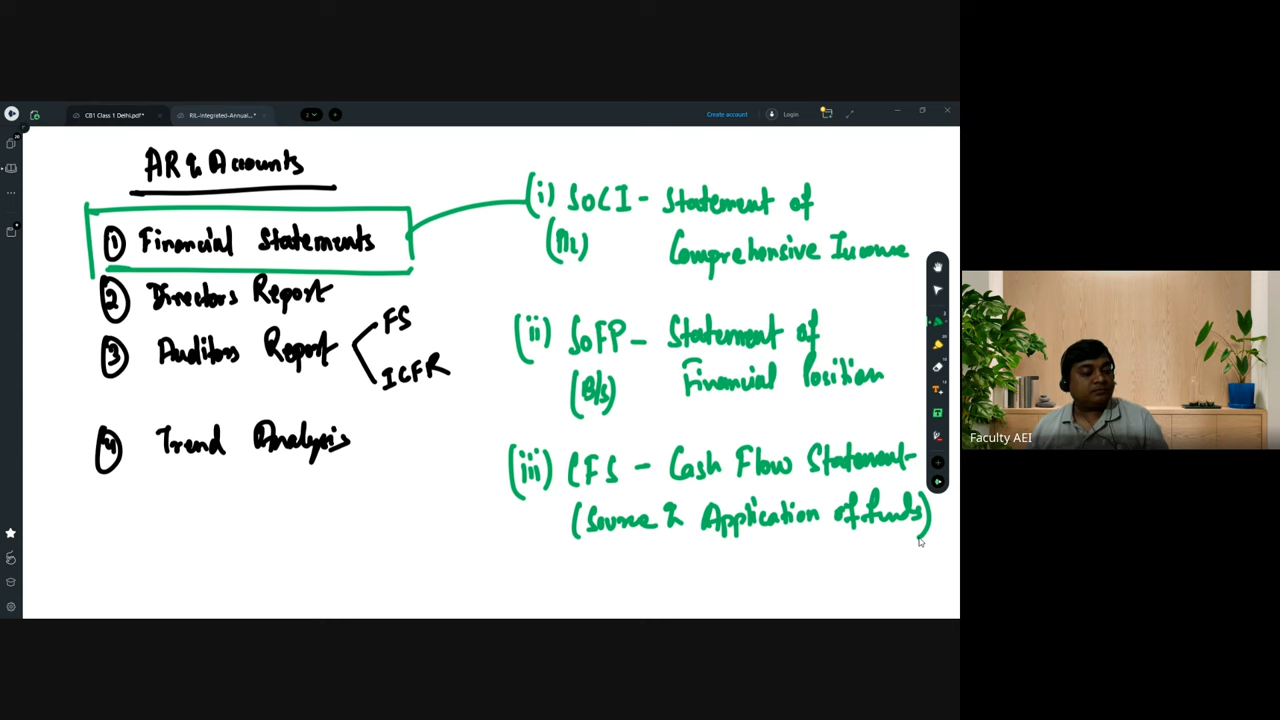 CB1 Class 1 Delhi.pdf*
RIL-Integrated-Annual...*
2
Create account
Login
AR & Accounts
① Financial Statements
② Directors Report
③ Auditors Report
FS
ICFR
④ Trend Analysis
(i) SOCI - Statement of
Comprehensive Income
(ii) SOFP - Statement of
(B/s) Financial Position
(iii) CFS - Cash Flow Statement
(Source & Application of funds)
Faculty AEI